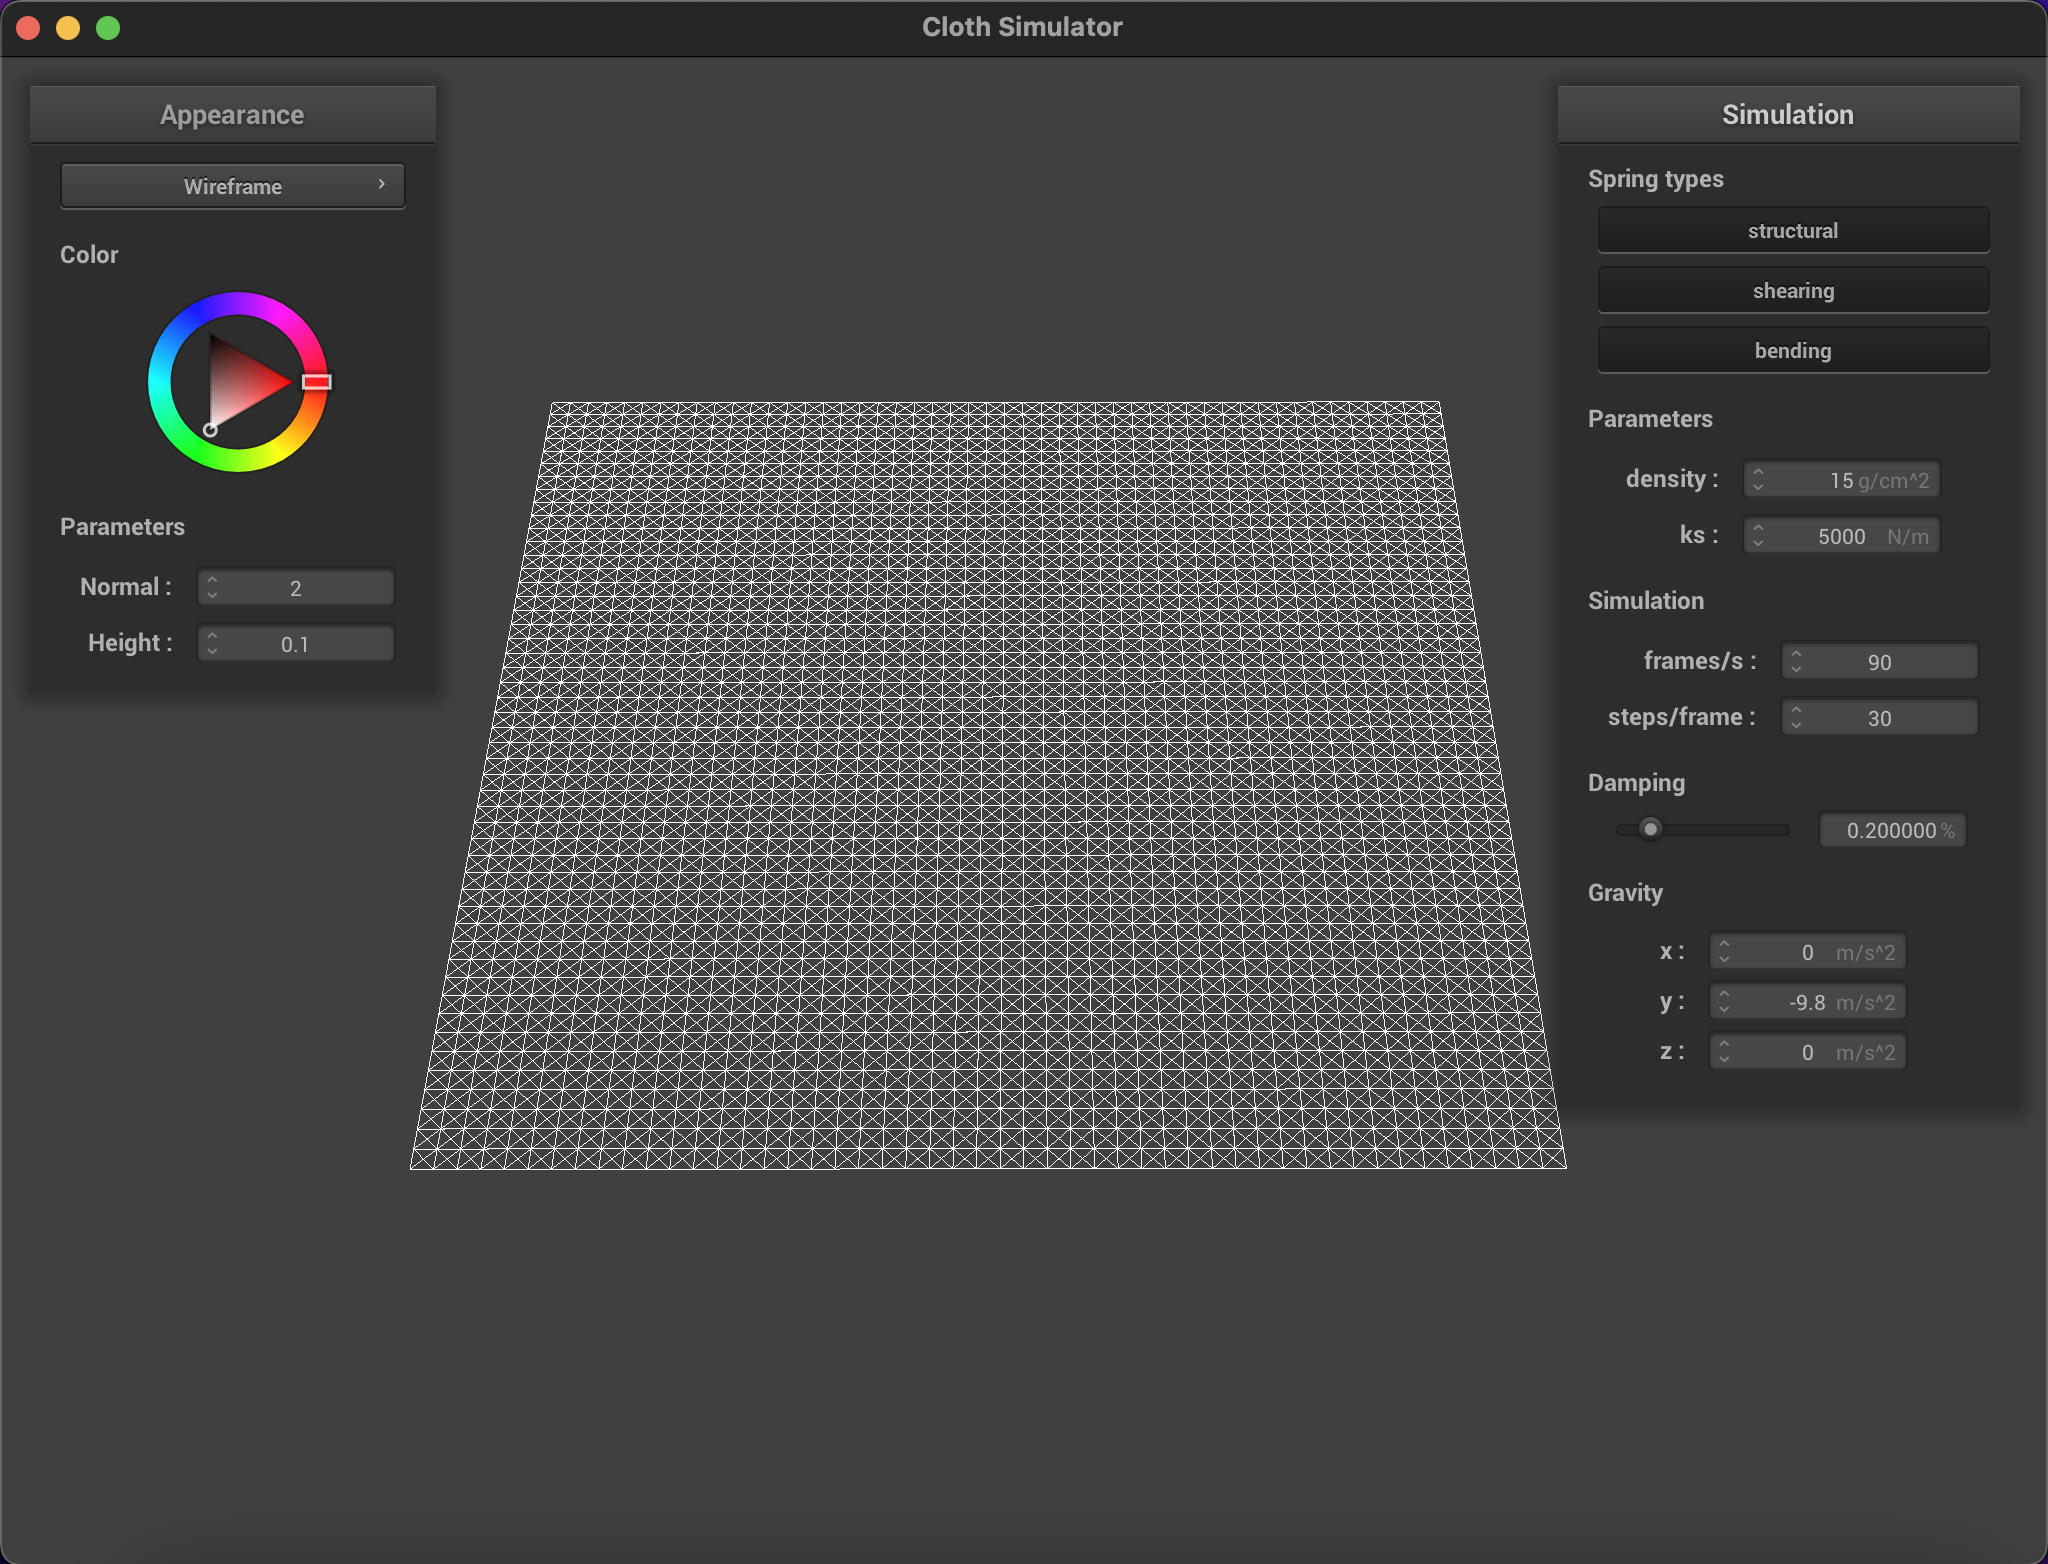 Cloth Simulator
Appearance
Wireframe
Color
Parameters
Normal : 2
Height : 0.1
Simulation
Spring types
structural
shearing
bending
Parameters
density : 15 g/cm^2
ks : 5000 N/m
Simulation
frames/s : 90
steps/frame : 30
Damping
0.200000 %
Gravity
x : 0 m/s^2
y : -9.8 m/s^2
z : 0 m/s^2